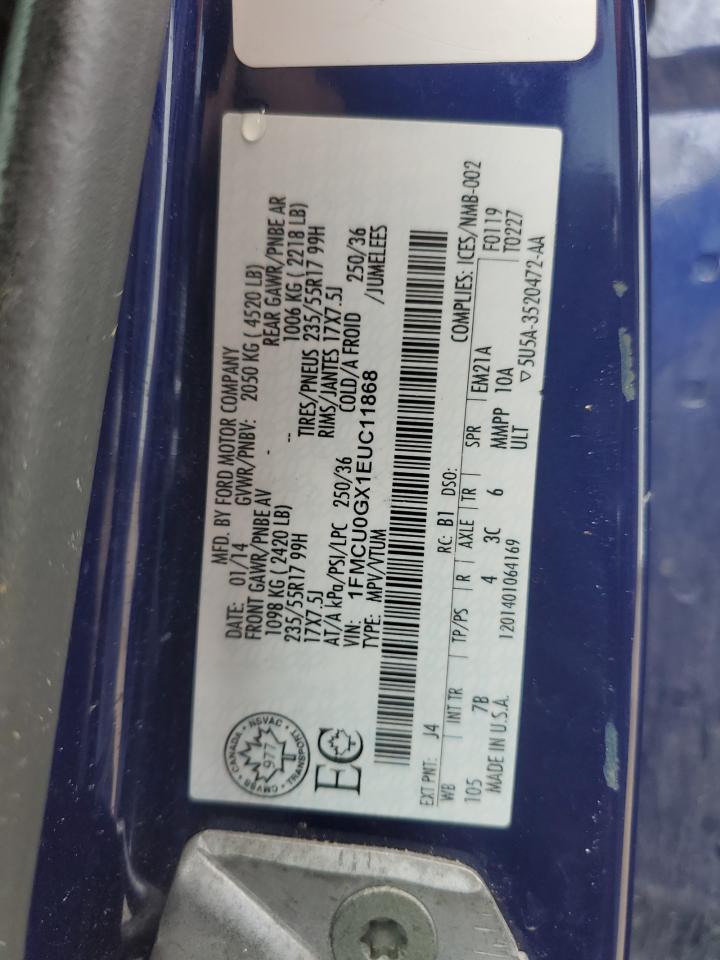 MFD. BY FORD MOTOR COMPANY
DATE: 01/14 GVWR/PNBV: 2050 KG ( 4520 LB)
FRONT GAWR/PNBE AV REAR GAWR/PNBE AR
1098 KG ( 2420 LB) - 1006 KG ( 2218 LB)
235/55R17 99H -- TIRES/PNEUS 235/55R17 99H
17X7.5J RIMS/JANTES 17X7.5J
AT/A kPa/PSI/LPC 250/36 COLD/A FROID 250/36
VIN: 1FMCU0GX1EUC11868 /JUMELEES
TYPE: MPV/VTUM
CANADA
NSVAC
TRANSPORT
CMVSS
977
EC
COMPLIES: ICES/NMB-002
EXT PNT: J4 RC: B1 DSO:
WB INT TR TP/PS R AXLE TR SPR EM21A F0119
105 7B 4 3C 6 MMPP 10A T0227
MADE IN U.S.A. 1201401064169 ULT ▽5U5A-3520472-AA